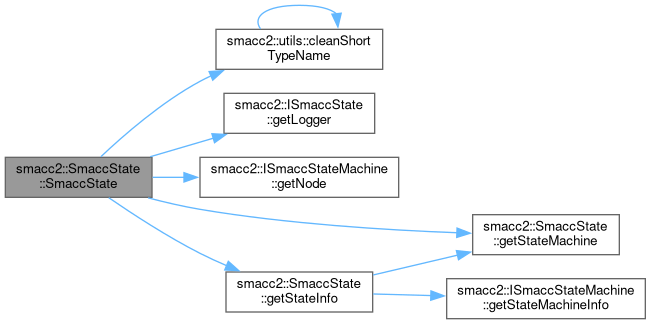 smacc2::utils::cleanShort
TypeName
smacc2::ISmaccState
::getLogger
smacc2::SmaccState
::SmaccState
smacc2::ISmaccStateMachine
::getNode
smacc2::SmaccState
::getStateMachine
smacc2::SmaccState
::getStateInfo
smacc2::ISmaccStateMachine
::getStateMachineInfo